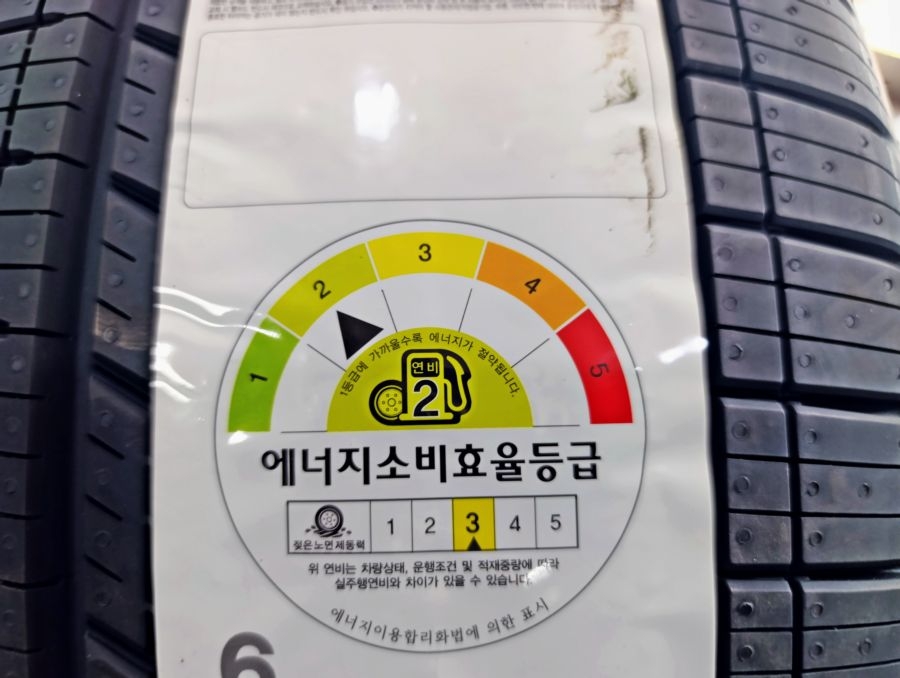 1 2 3 4 5
1등급에 가까울수록 에너지가 절약됩니다.
연비
2
에너지소비효율등급
젖은노면제동력 1 2 3 4 5
위 연비는 차량상태, 운행조건 및 적재중량에 따라
실주행연비와 차이가 있을 수 있습니다.
에너지이용합리화법에 의한 표시
6